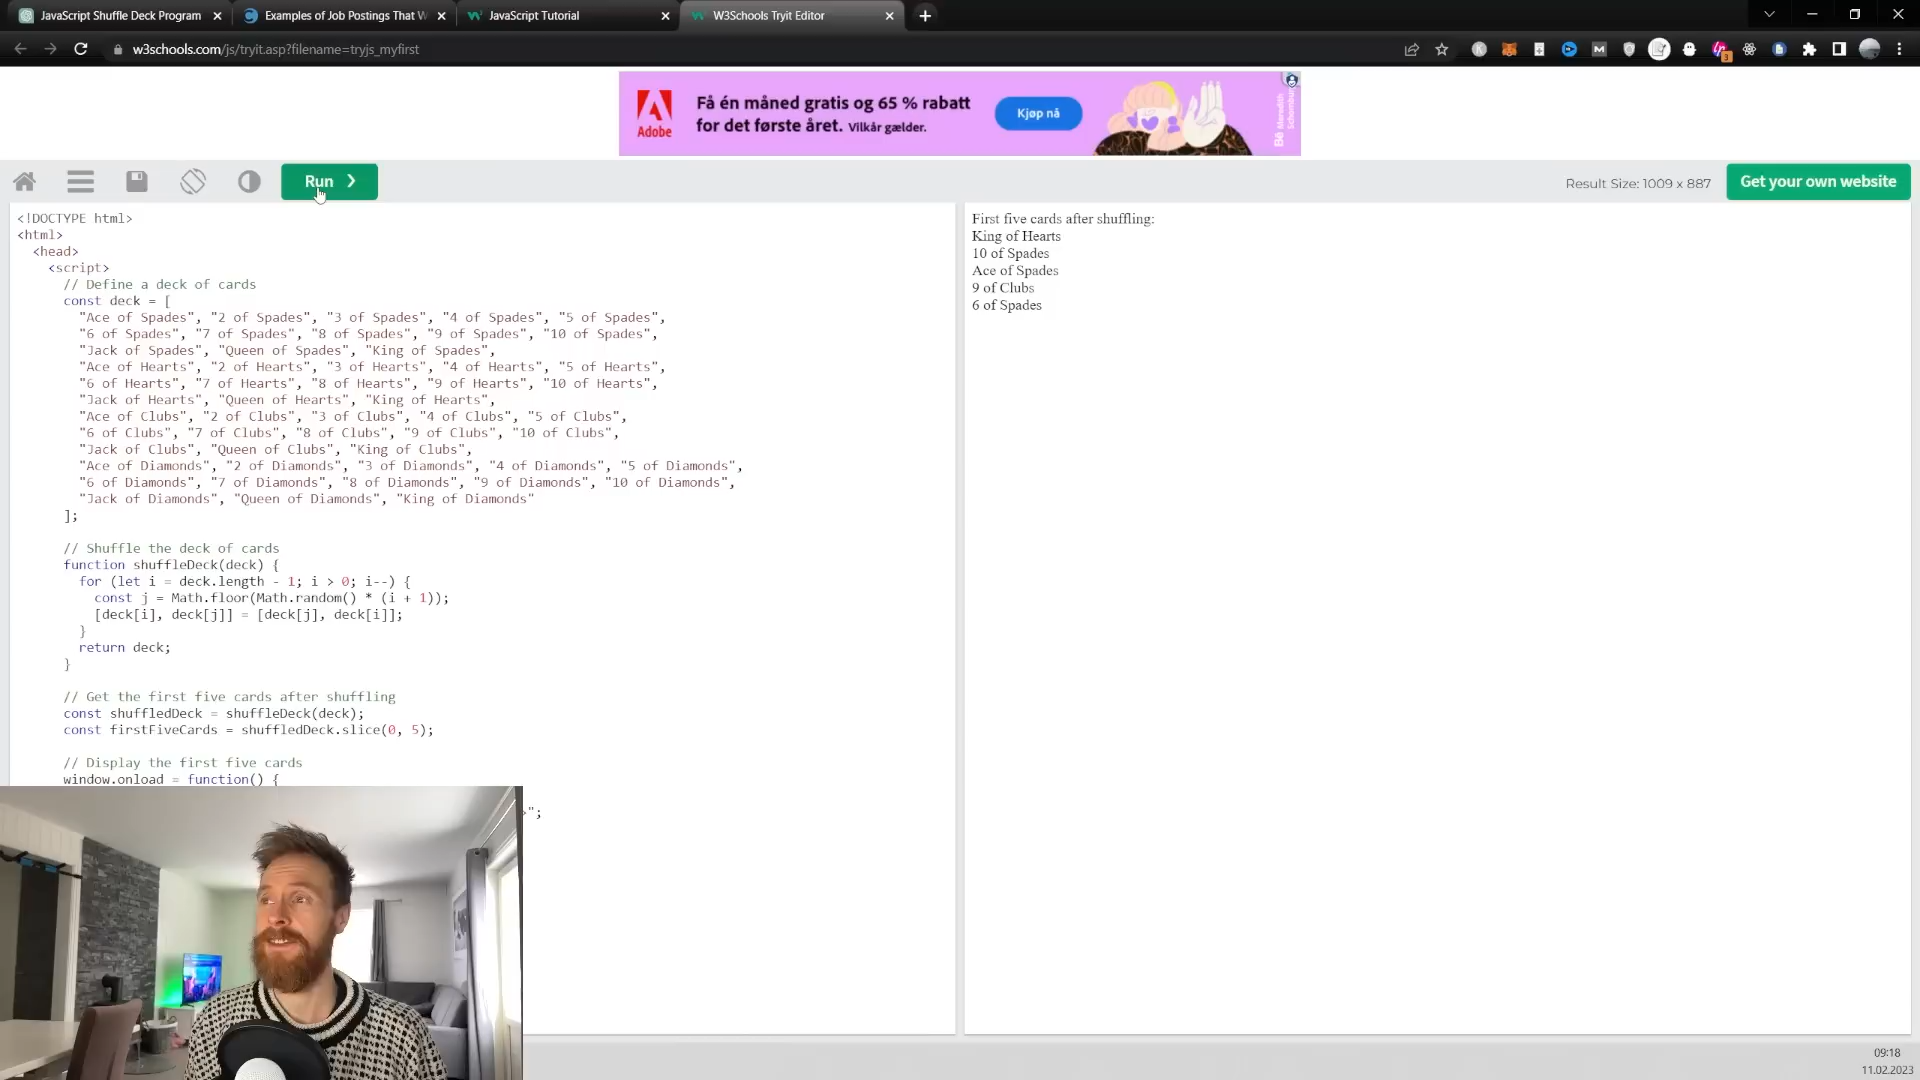 JavaScript Shuffle Deck Program
Examples of Job Postings That W
JavaScript Tutorial
W3Schools Tryit Editor
w3schools.com/js/tryit.asp?filename=tryjs_myfirst
3
Adobe
Få én måned gratis og 65 % rabatt
for det første året. Vilkår gælder.
Kjøp nå
Run
Result Size: 1009 x 887
Get your own website
<!DOCTYPE html>
<html>
<head>
<script>
// Define a deck of cards
const deck = [
"Ace of Spades", "2 of Spades", "3 of Spades", "4 of Spades", "5 of Spades",
"6 of Spades", "7 of Spades", "8 of Spades", "9 of Spades", "10 of Spades",
"Jack of Spades", "Queen of Spades", "King of Spades",
"Ace of Hearts", "2 of Hearts", "3 of Hearts", "4 of Hearts", "5 of Hearts",
"6 of Hearts", "7 of Hearts", "8 of Hearts", "9 of Hearts", "10 of Hearts",
"Jack of Hearts", "Queen of Hearts", "King of Hearts",
"Ace of Clubs", "2 of Clubs", "3 of Clubs", "4 of Clubs", "5 of Clubs",
"6 of Clubs", "7 of Clubs", "8 of Clubs", "9 of Clubs", "10 of Clubs",
"Jack of Clubs", "Queen of Clubs", "King of Clubs",
"Ace of Diamonds", "2 of Diamonds", "3 of Diamonds", "4 of Diamonds", "5 of Diamonds",
"6 of Diamonds", "7 of Diamonds", "8 of Diamonds", "9 of Diamonds", "10 of Diamonds",
"Jack of Diamonds", "Queen of Diamonds", "King of Diamonds"
];
// Shuffle the deck of cards
function shuffleDeck(deck) {
for (let i = deck.length - 1; i > 0; i--) {
const j = Math.floor(Math.random() * (i + 1));
[deck[i], deck[j]] = [deck[j], deck[i]];
}
return deck;
}
// Get the first five cards after shuffling
const shuffledDeck = shuffleDeck(deck);
const firstFiveCards = shuffledDeck.slice(0, 5);
// Display the first five cards
window.onload = function() {
";
First five cards after shuffling:
King of Hearts
10 of Spades
Ace of Spades
9 of Clubs
6 of Spades
09:18
11.02.2023